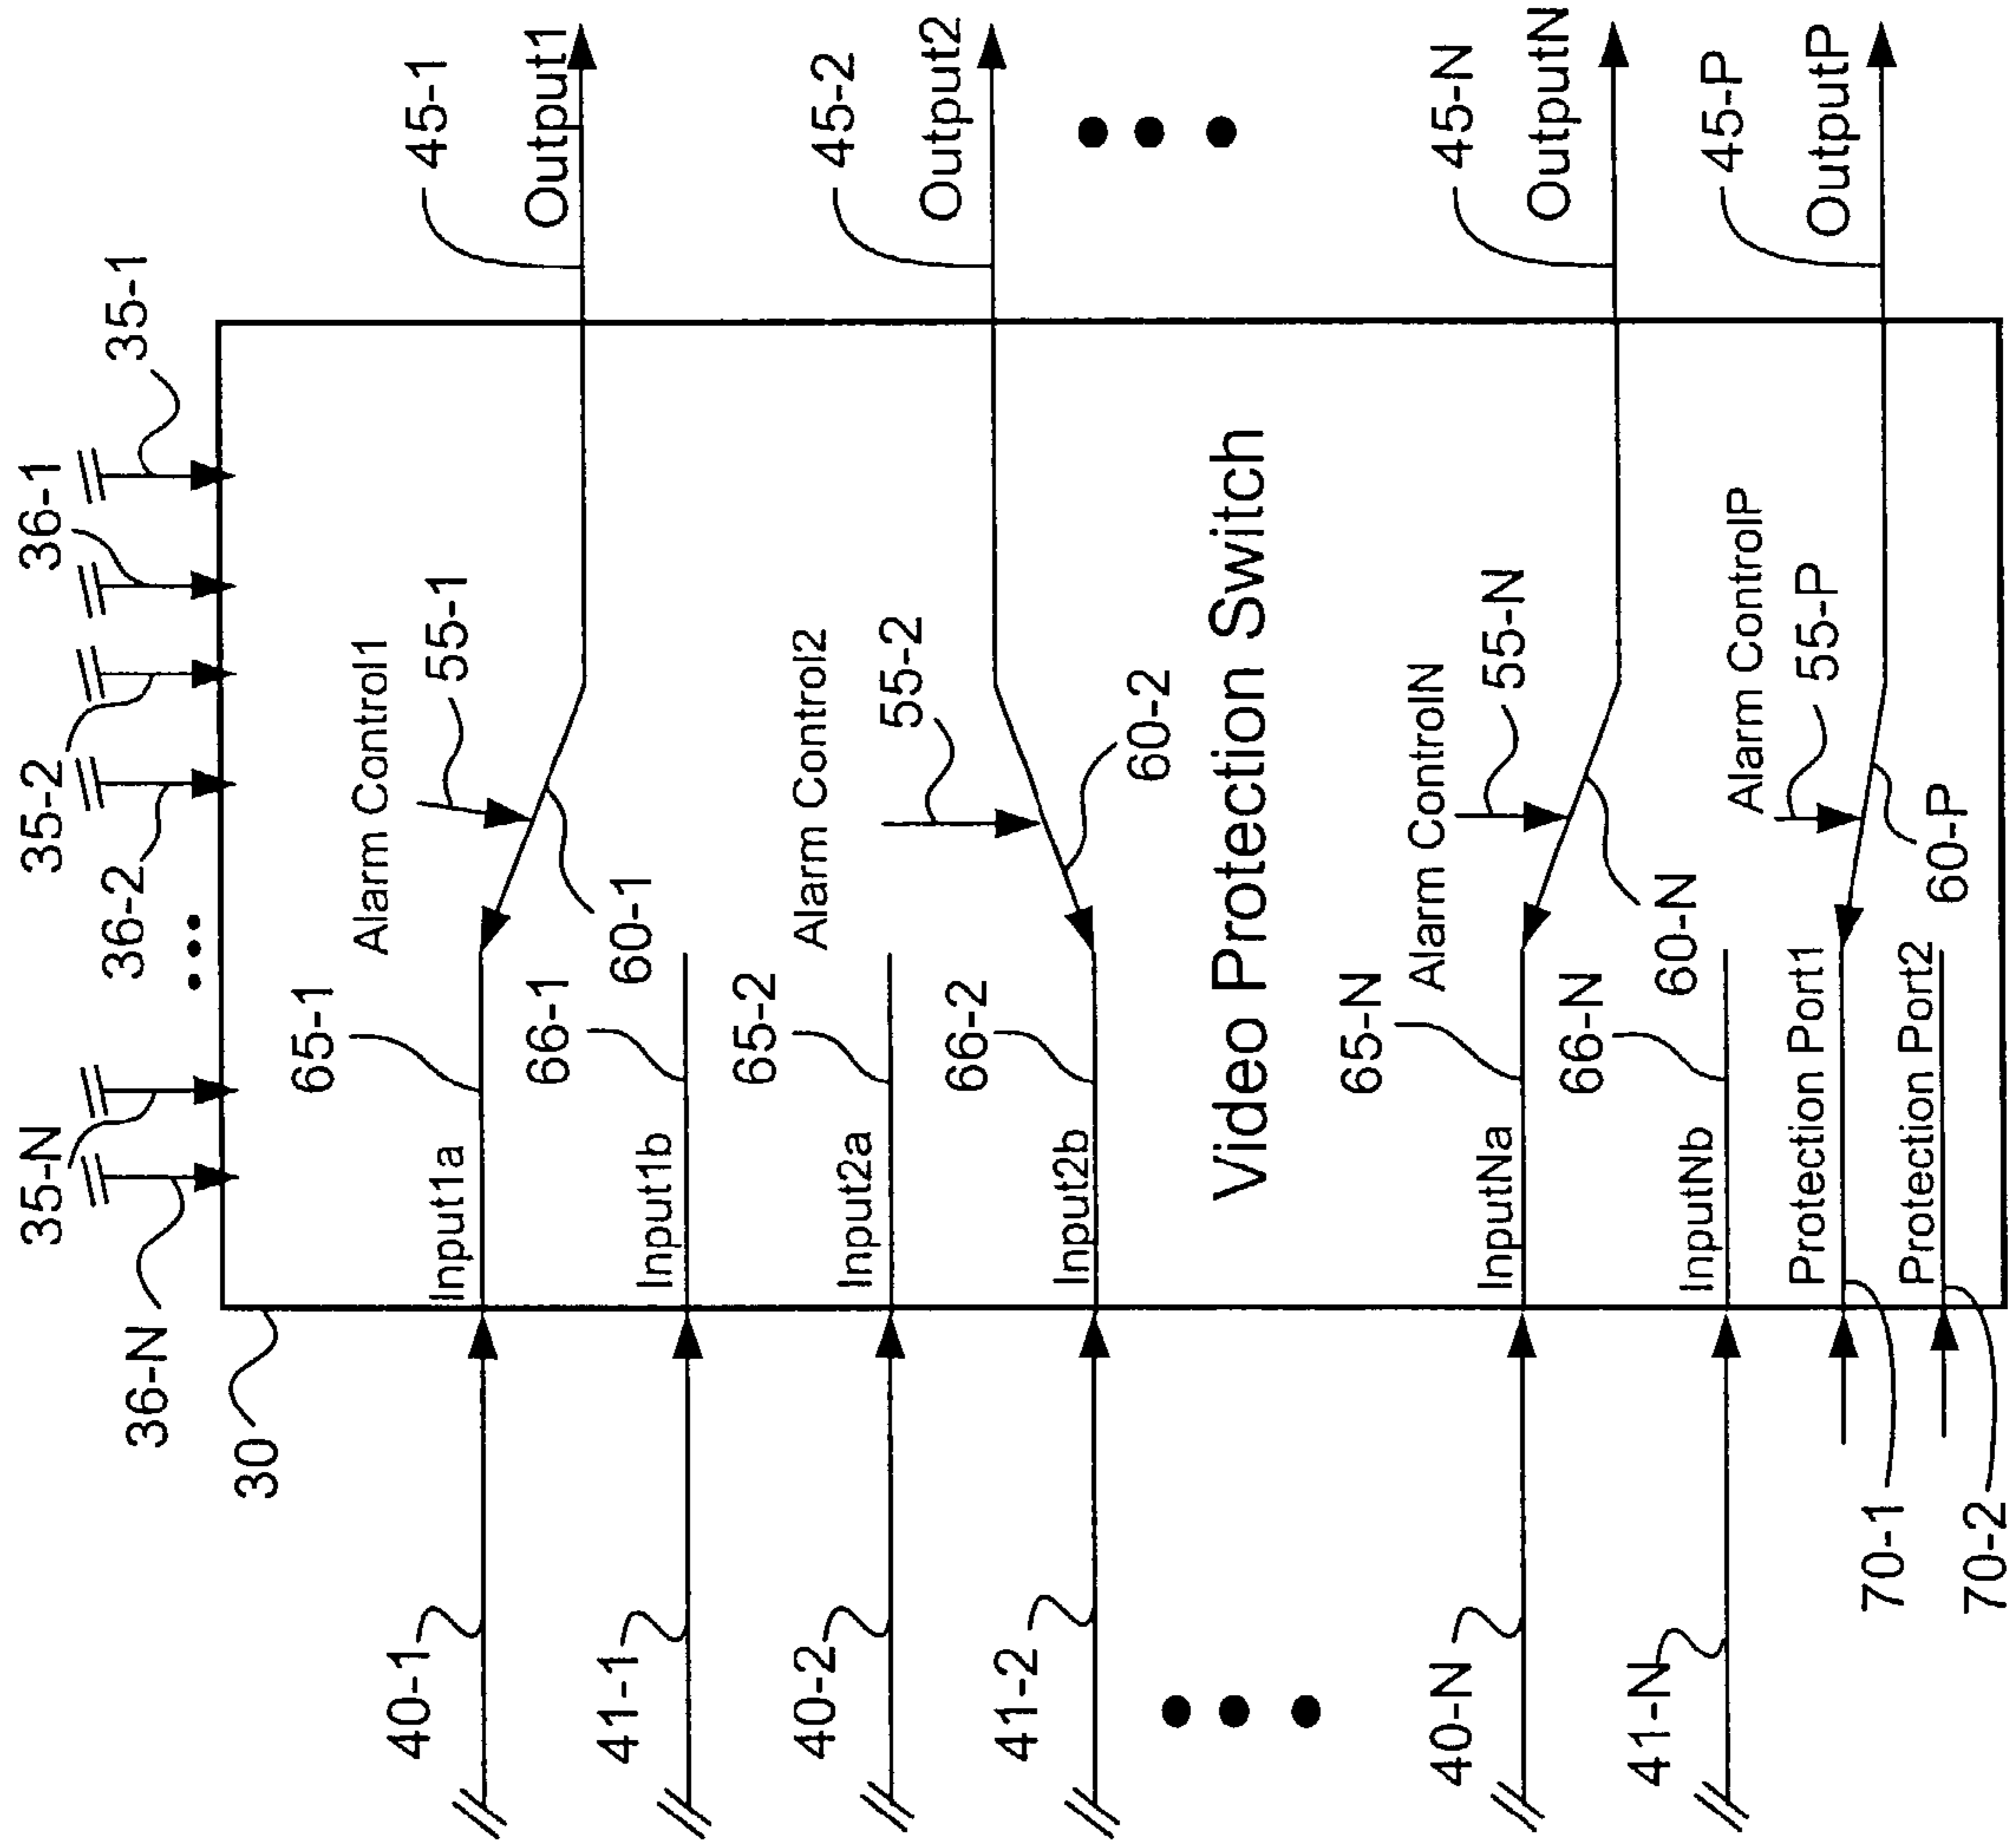 36-1
35-1
35-2
36-2
35-N
36-N
30
45-1
Output1
Alarm Control1
55-1
60-1
65-1
Input1a
40-1
66-1
Input1b
41-1
45-2
Output2
Alarm Control2
55-2
60-2
65-2
Input2a
40-2
66-2
Input2b
41-2
Video Protection Switch
45-N
OutputN
Alarm ControlN
55-N
60-N
65-N
InputNa
40-N
66-N
InputNb
41-N
45-P
OutputP
Alarm ControlP
55-P
60-P
Protection Port1
70-1
Protection Port2
70-2